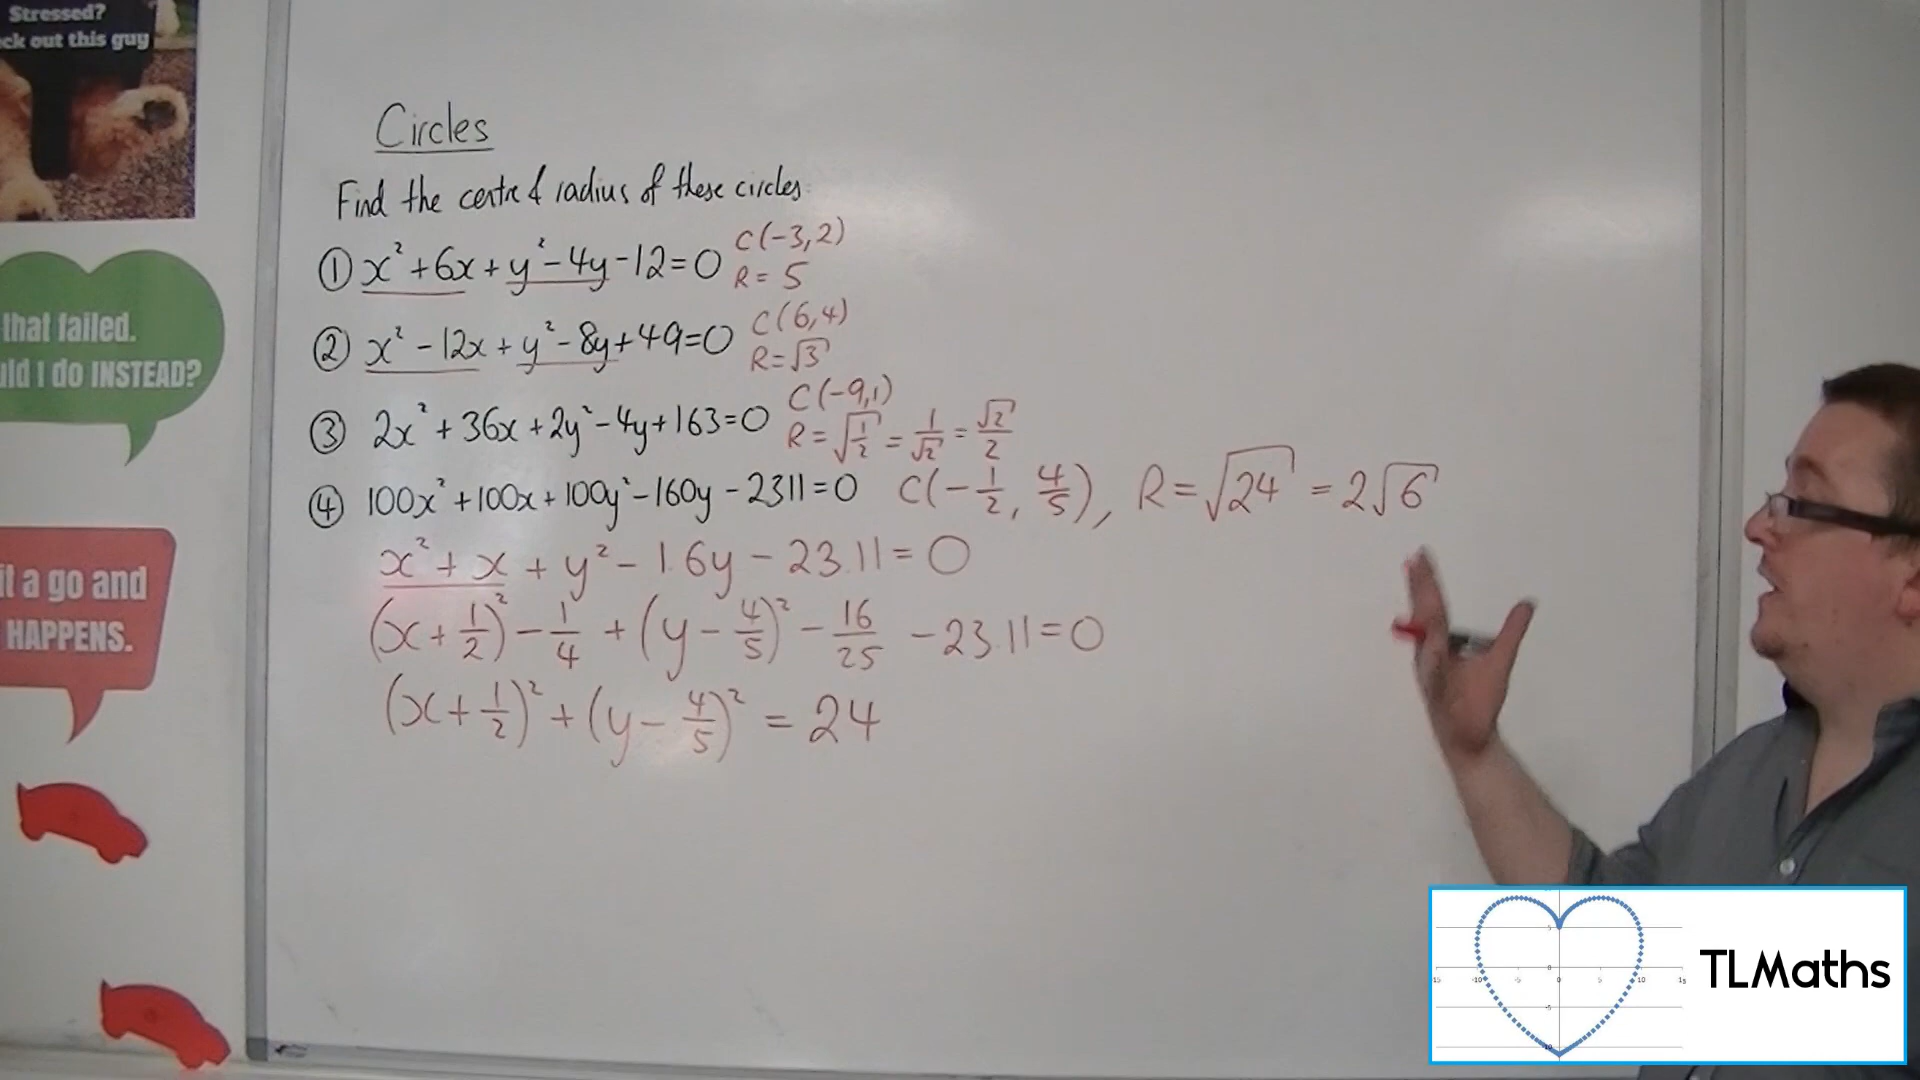 Stressed?
ck out this guy
that failed.
uld I do INSTEAD?
it a go and
HAPPENS.
Circles
Find the centre & radius of these circles.
① x² + 6x + y² - 4y - 12 = 0 C(-3, 2)
R = 5
② x² - 12x + y² - 8y + 49 = 0 C(6, 4)
R = √3
③ 2x² + 36x + 2y² - 4y + 163 = 0 C(-9, 1)
R = √(1/2) = 1/√2 = √2/2
④ 100x² + 100x + 100y² - 160y - 2311 = 0 C(-1/2, 4/5), R = √24 = 2√6
x² + x + y² - 1.6y - 23.11 = 0
(x + 1/2)² - 1/4 + (y - 4/5)² - 16/25 - 23.11 = 0
(x + 1/2)² + (y - 4/5)² = 24
TLMaths